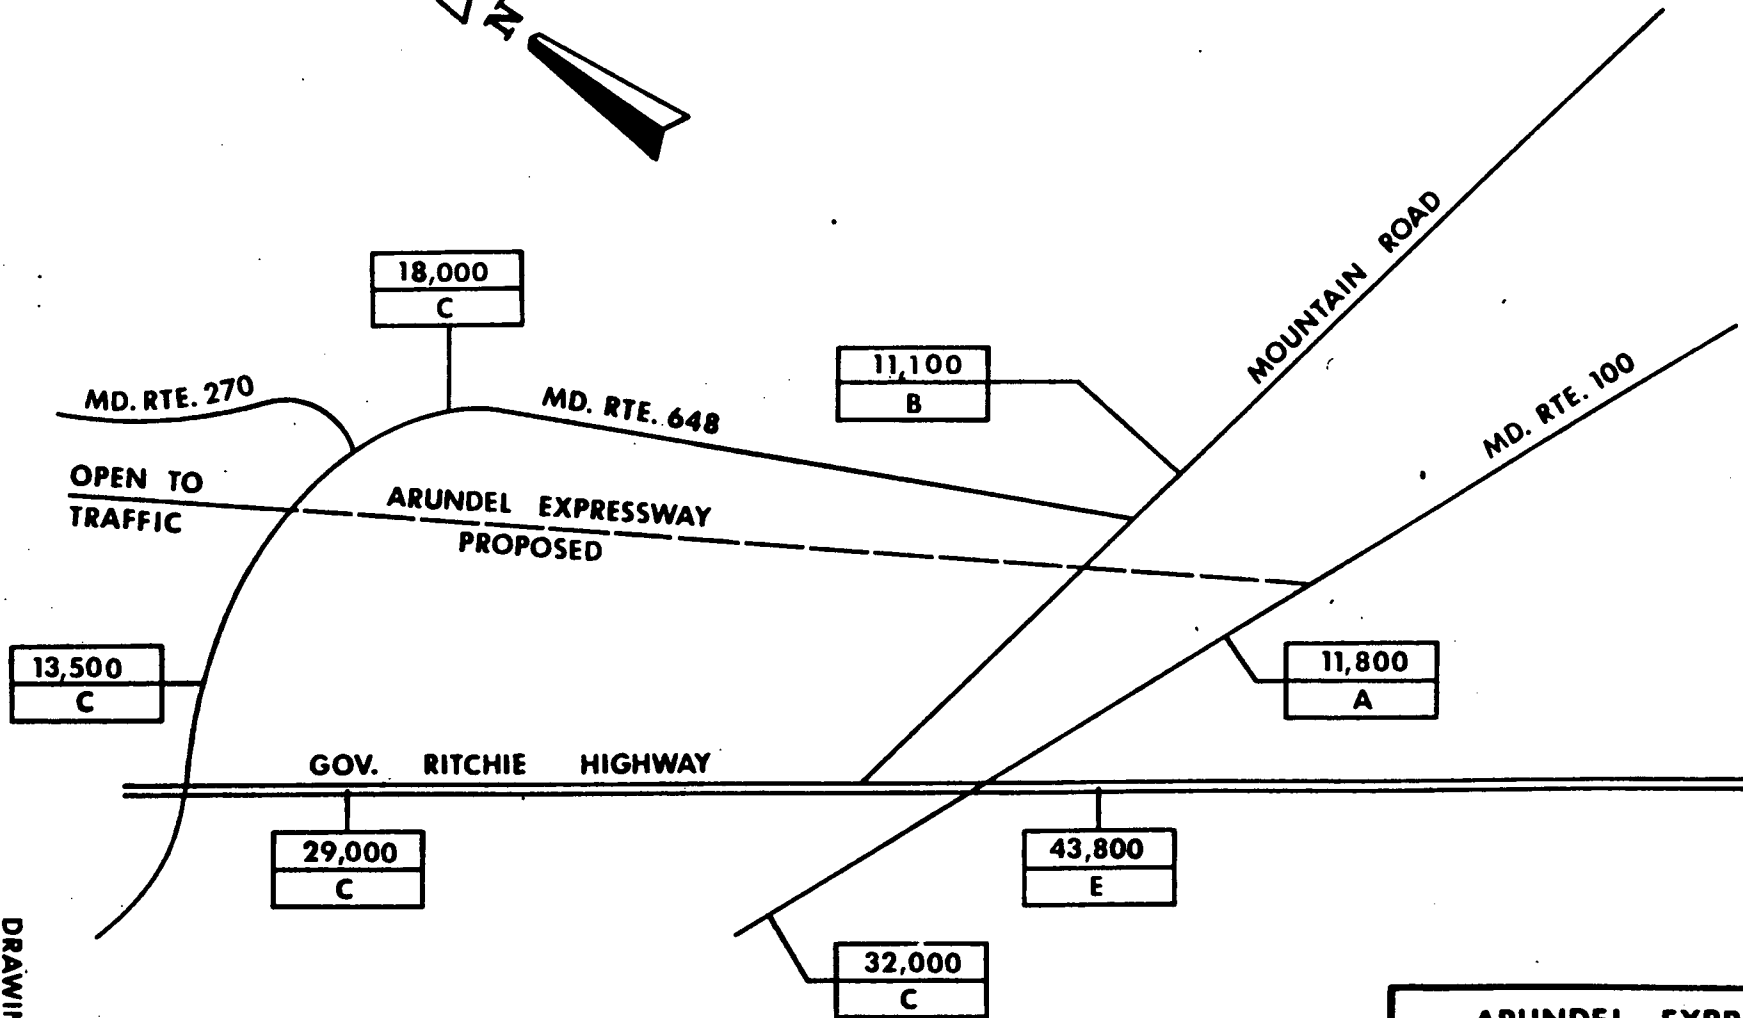 N
MOUNTAIN ROAD
18,000
C
11,100
B
MD. RTE. 270
MD. RTE. 648
MD. RTE. 100
OPEN TO
TRAFFIC
ARUNDEL EXPRESSWAY
PROPOSED
13,500
C
11,800
A
GOV. RITCHIE HIGHWAY
29,000
C
43,800
E
32,000
C
ARUNDEL